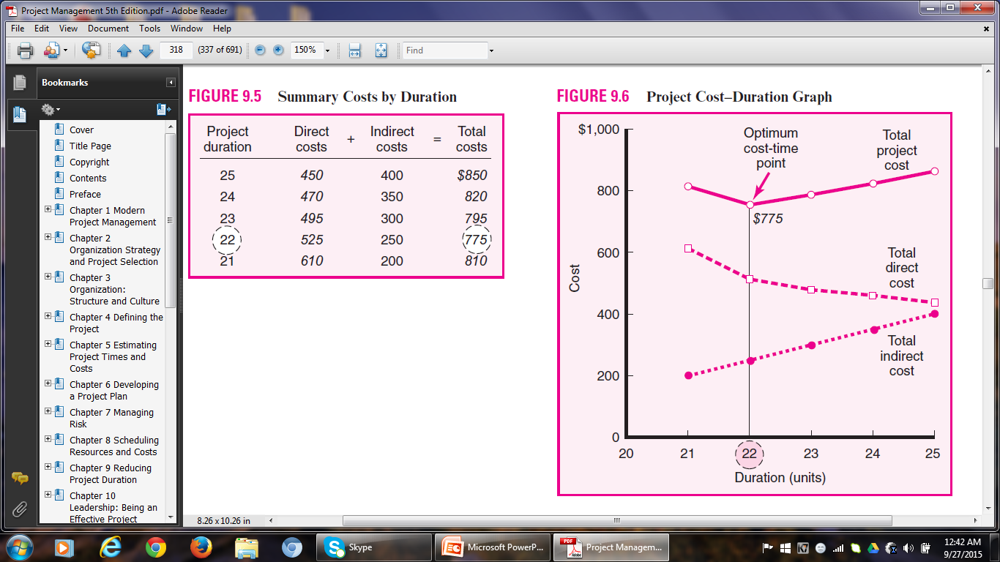 Project Management 5th Edition.pdf - Adobe Reader
File Edit View Document Tools Window Help
318 (337 of 691) 150% Find
Bookmarks
Cover
Title Page
Copyright
Contents
Preface
Chapter 1 Modern
Project Management
Chapter 2
Organization Strategy
and Project Selection
Chapter 3
Organization:
Structure and Culture
Chapter 4 Defining the
Project
Chapter 5 Estimating
Project Times and
Costs
Chapter 6 Developing
a Project Plan
Chapter 7 Managing
Risk
Chapter 8 Scheduling
Resources and Costs
Chapter 9 Reducing
Project Duration
Chapter 10
Leadership: Being an
Effective Project
FIGURE 9.5 Summary Costs by Duration
Project Direct Indirect Total
duration costs + costs = costs
25 450 400 $850
24 470 350 820
23 495 300 795
22 525 250 775
21 610 200 810
FIGURE 9.6 Project Cost–Duration Graph
$1,000
800
600
400
200
0
Cost
Optimum
cost-time
point
Total
project
cost
$775
Total
direct
cost
Total
indirect
cost
20 21 22 23 24 25
Duration (units)
8.26 x 10.26 in
Skype
Microsoft PowerP...
PDF
Adobe
Project Managem...
12:42 AM
9/27/2015